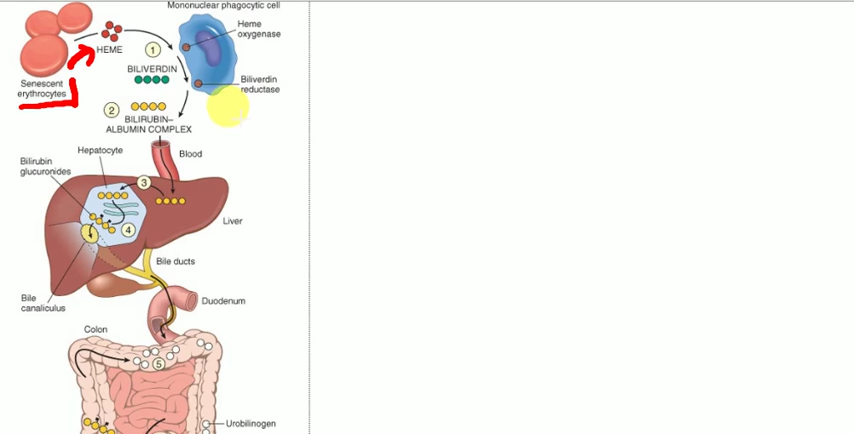 Mononuclear phagocytic cell
Heme
oxygenase
HEME
1
BILIVERDIN
Senescent
erythrocytes
Biliverdin
reductase
2
BILIRUBIN–
ALBUMIN COMPLEX
Hepatocyte
Blood
Bilirubin
glucuronides
3
4
Liver
Bile ducts
Bile
canaliculus
Duodenum
Colon
5
Urobilinogen